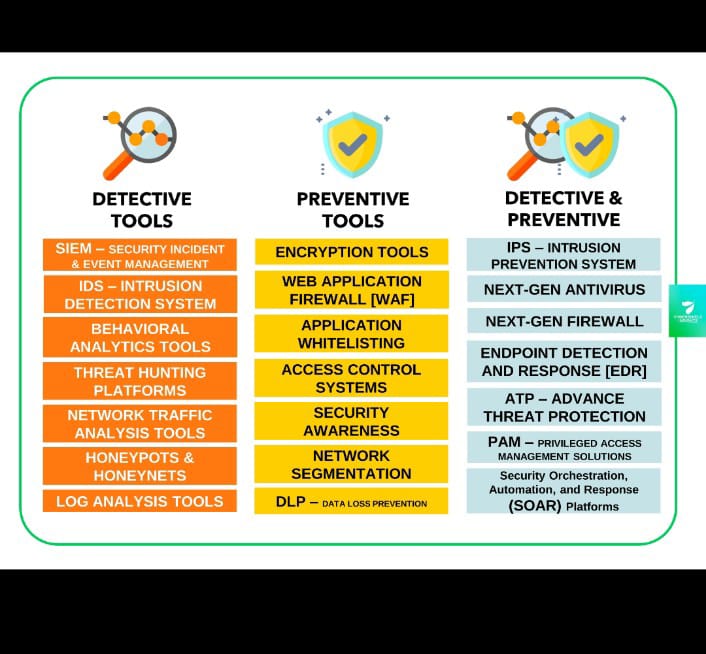 DETECTIVE
TOOLS
SIEM – SECURITY INCIDENT
& EVENT MANAGEMENT
IDS – INTRUSION
DETECTION SYSTEM
BEHAVIORAL
ANALYTICS TOOLS
THREAT HUNTING
PLATFORMS
NETWORK TRAFFIC
ANALYSIS TOOLS
HONEYPOTS &
HONEYNETS
LOG ANALYSIS TOOLS
PREVENTIVE
TOOLS
ENCRYPTION TOOLS
WEB APPLICATION
FIREWALL [WAF]
APPLICATION
WHITELISTING
ACCESS CONTROL
SYSTEMS
SECURITY
AWARENESS
NETWORK
SEGMENTATION
DLP – DATA LOSS PREVENTION
DETECTIVE &
PREVENTIVE
IPS – INTRUSION
PREVENTION SYSTEM
NEXT-GEN ANTIVIRUS
NEXT-GEN FIREWALL
ENDPOINT DETECTION
AND RESPONSE [EDR]
ATP – ADVANCE
THREAT PROTECTION
PAM – PRIVILEGED ACCESS
MANAGEMENT SOLUTIONS
Security Orchestration,
Automation, and Response
(SOAR) Platforms